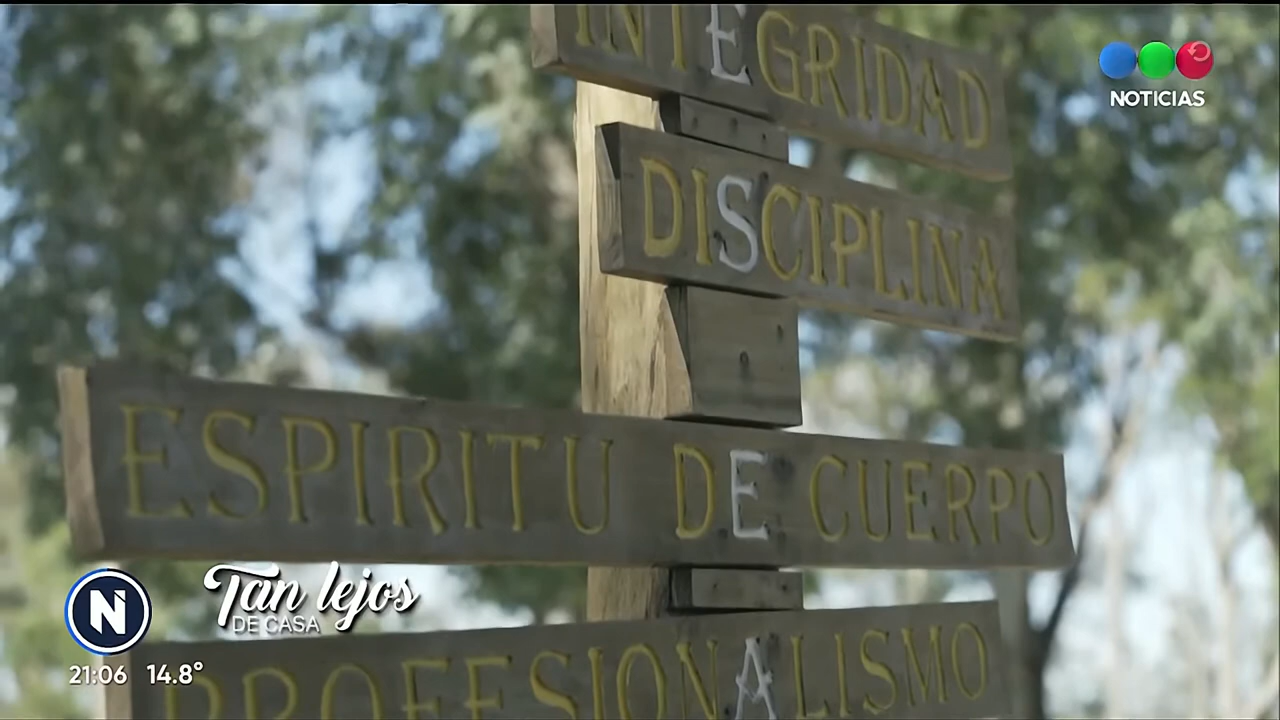 INTEGRIDAD
NOTICIAS
DISCIPLINA
ESPIRITU DE CUERPO
N
Tan lejos
DE CASA
21:06 14.8°
PROFESIONALISMO